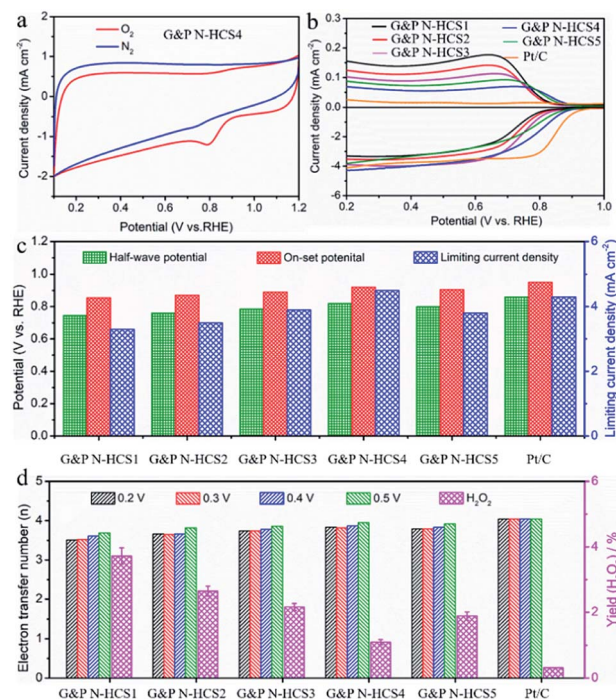 a
O2
N2
G&P N-HCS4
Current density (mA cm-2)
1
0
-1
-2
0.2 0.4 0.6 0.8 1.0 1.2
Potential (V vs.RHE)
b
G&P N-HCS1
G&P N-HCS2
G&P N-HCS3
G&P N-HCS4
G&P N-HCS5
Pt/C
Current density (mA cm-2)
0.2
0.1
0.0
-1
-2
-3
-4
-5
0.2 0.4 0.6 0.8 1.0
Potential (V vs. RHE)
c
Half-wave potential
On-set potenital
Limiting current density
Potential (V vs. RHE)
1.2
1.0
0.8
0.6
0.4
0.2
0.0
6
4
2
0
Limiting current density(mA cm-2)
G&P N-HCS1 G&P N-HCS2 G&P N-HCS3 G&P N-HCS4 G&P N-HCS5 Pt/C
d
0.2 V 0.3 V 0.4 V 0.5 V H2O2
Electron transfer number (n)
5
4
3
2
1
0
6
4
2
0
Yield (H2O2) / %
G&P N-HCS1 G&P N-HCS2 G&P N-HCS3 G&P N-HCS4 G&P N-HCS5 Pt/C